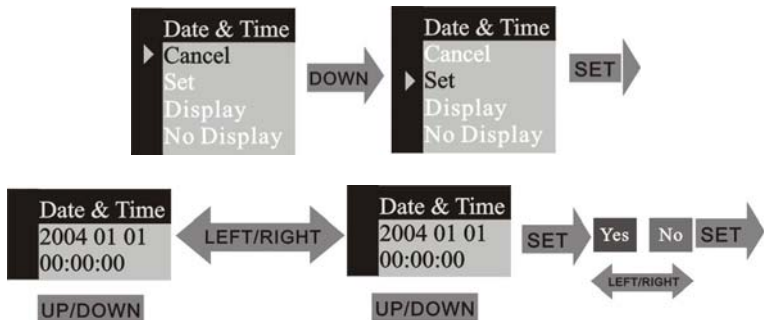 Date & Time
Cancel
Set
Display
No Display
DOWN
Date & Time
Cancel
Set
Display
No Display
SET
Date & Time
2004 01 01
00:00:00
UP/DOWN
LEFT/RIGHT
Date & Time
2004 01 01
00:00:00
UP/DOWN
SET
Yes No
LEFT/RIGHT
SET